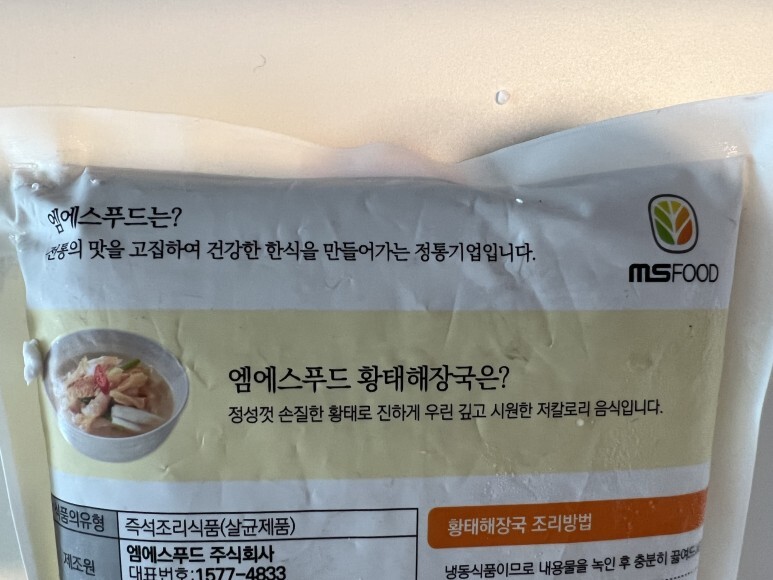 엠에스푸드는?
전통의 맛을 고집하여 건강한 한식을 만들어가는 정통기업입니다.
MSFOOD
엠에스푸드 황태해장국은?
정성껏 손질한 황태로 진하게 우린 깊고 시원한 저칼로리 음식입니다.
식품의유형 즉석조리식품(살균제품)
제조원 엠에스푸드 주식회사
대표번호:1577-4833
황태해장국 조리방법
냉동식품이므로 내용물을 녹인 후 충분히